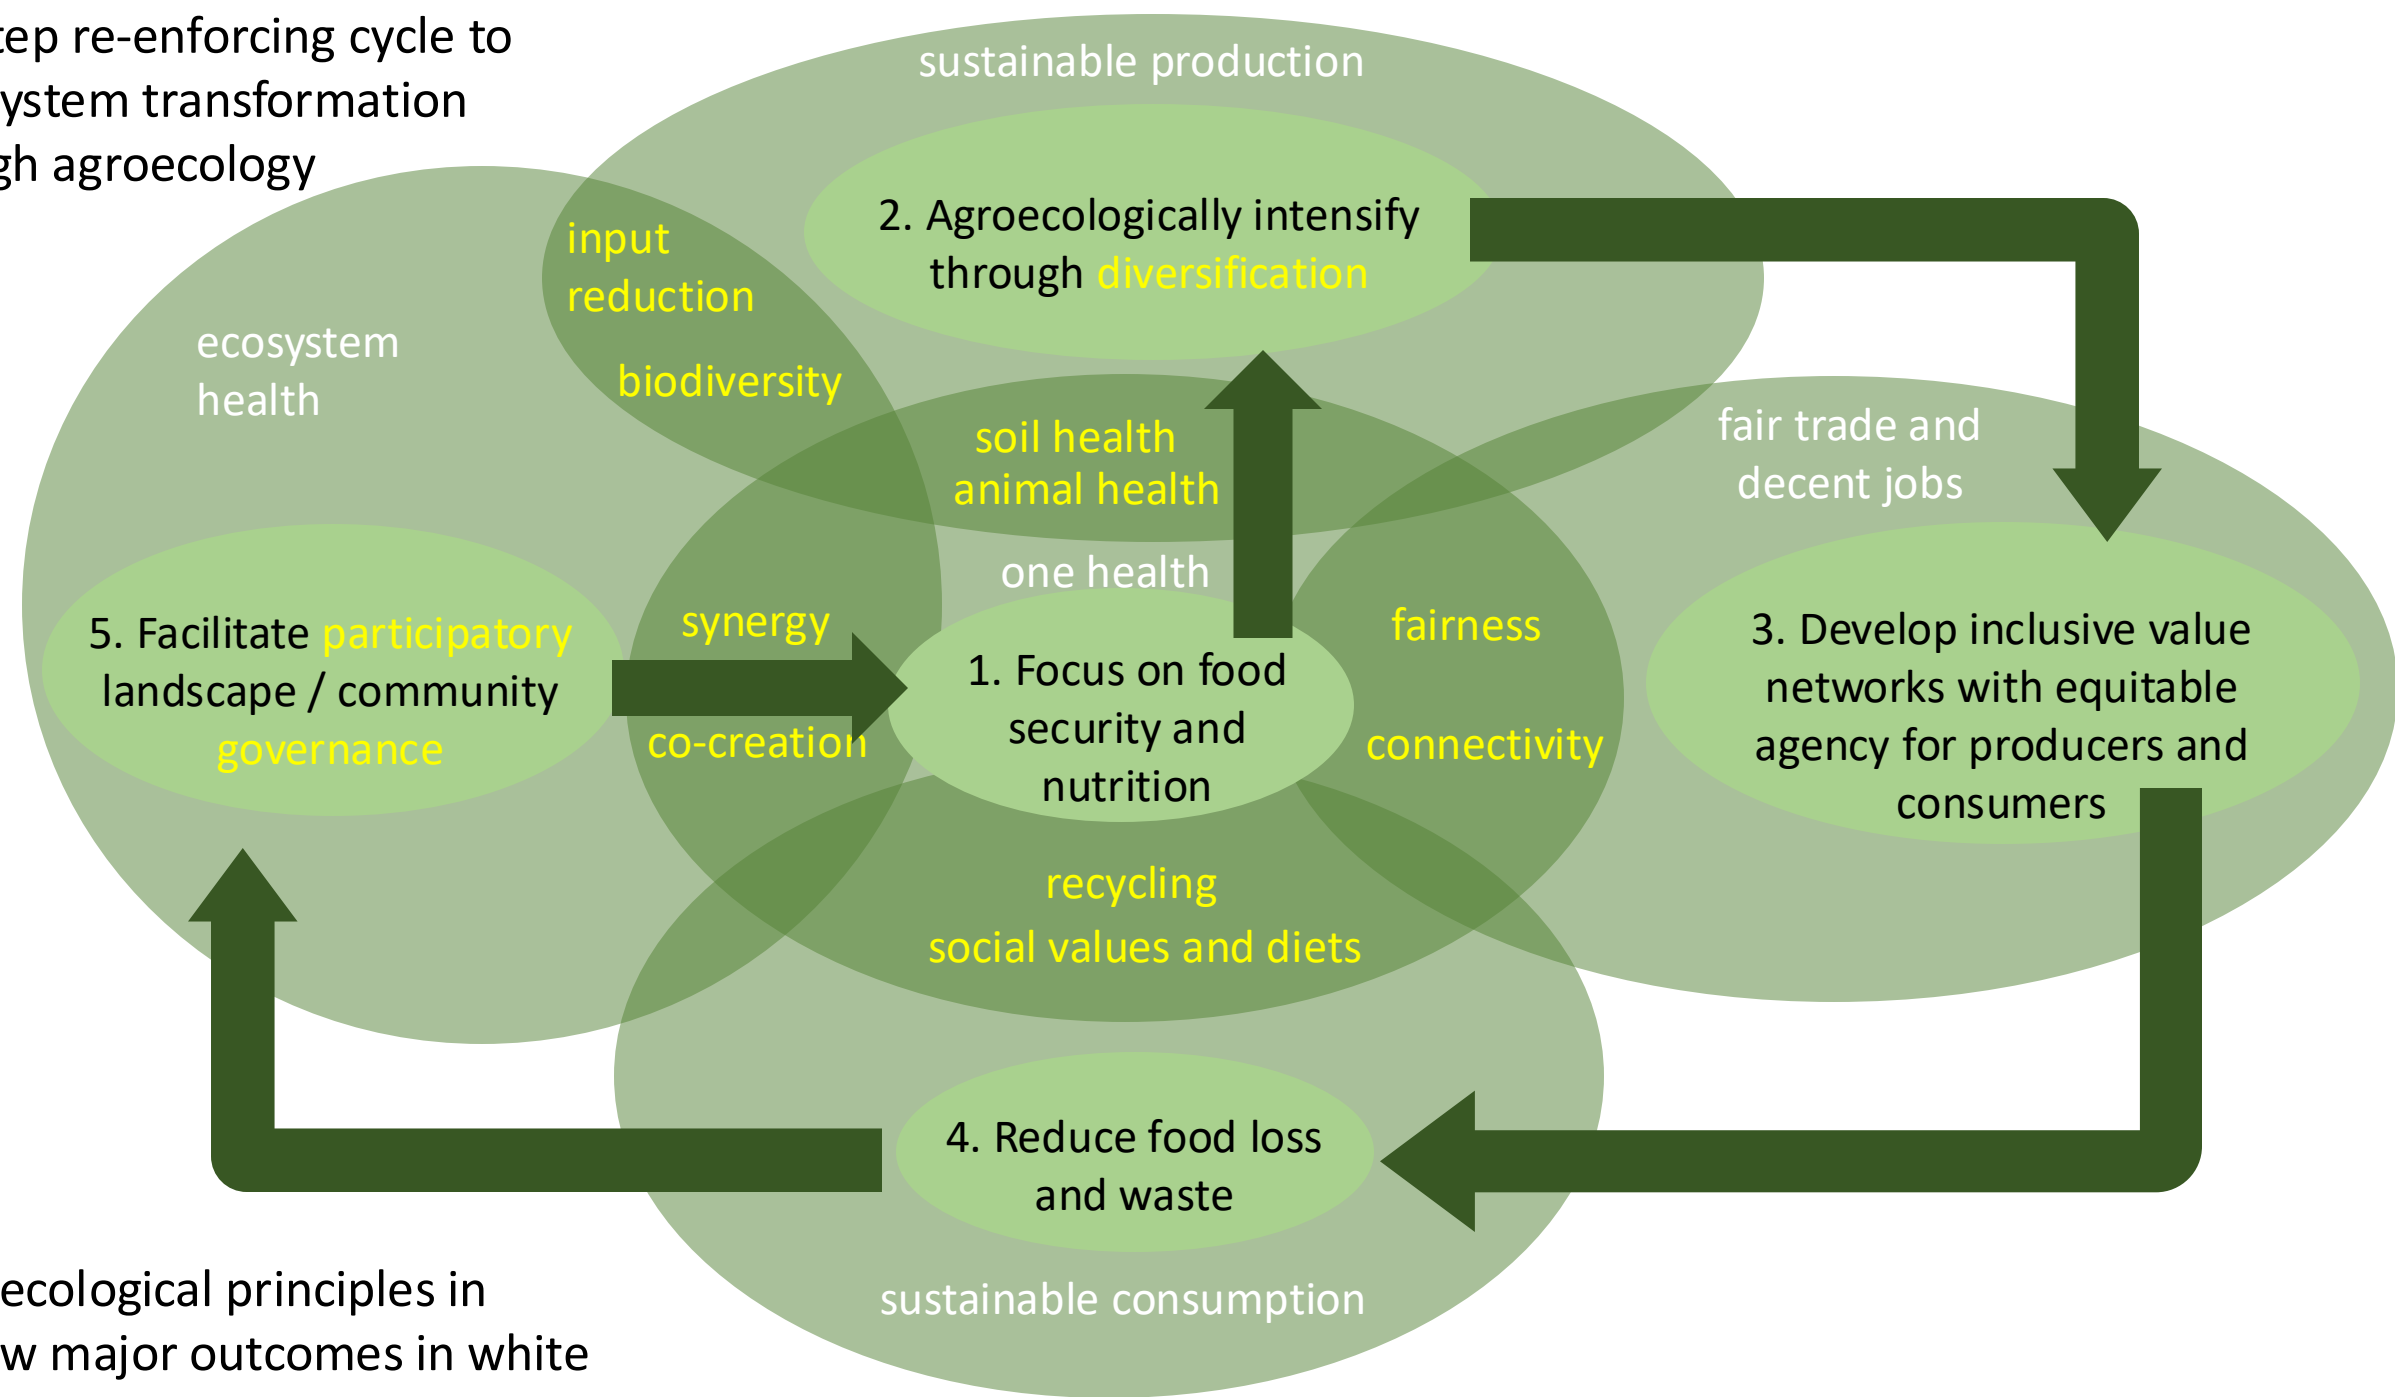 tep re-enforcing cycle to
ystem transformation
gh agroecology
sustainable production
2. Agroecologically intensify
through diversification
input
reduction
biodiversity
ecosystem
health
soil health
animal health
one health
fair trade and
decent jobs
5. Facilitate participatory
landscape / community
governance
synergy
co-creation
1. Focus on food
security and
nutrition
fairness
connectivity
3. Develop inclusive value
networks with equitable
agency for producers and
consumers
recycling
social values and diets
4. Reduce food loss
and waste
sustainable consumption
ecological principles in
w major outcomes in white